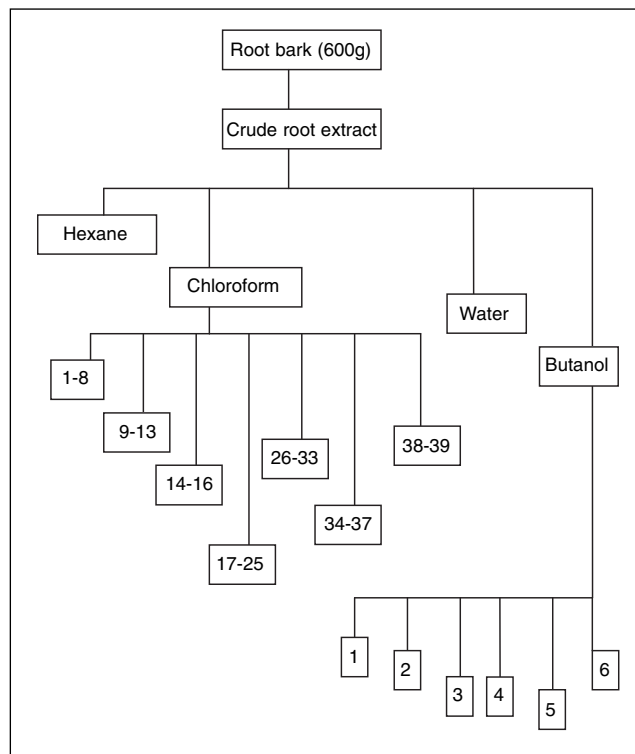 Root bark (600g)
Crude root extract
Hexane
Chloroform
Water
Butanol
1-8
9-13
14-16
17-25
26-33
34-37
38-39
1
2
3
4
5
6